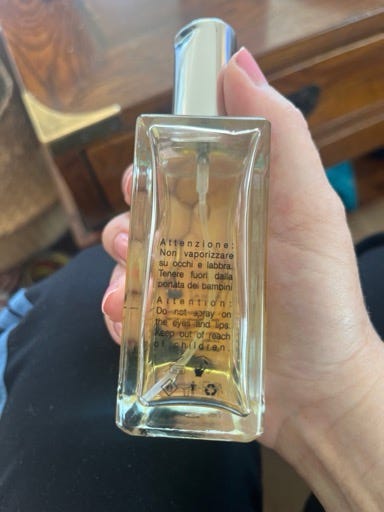 Attenzione:
Non vaporizzare
su occhi e labbra.
Tenere fuori dalla
portata dei bambini
Attention:
Do not spray on
the eyes and lips.
Keep out of reach
of children.